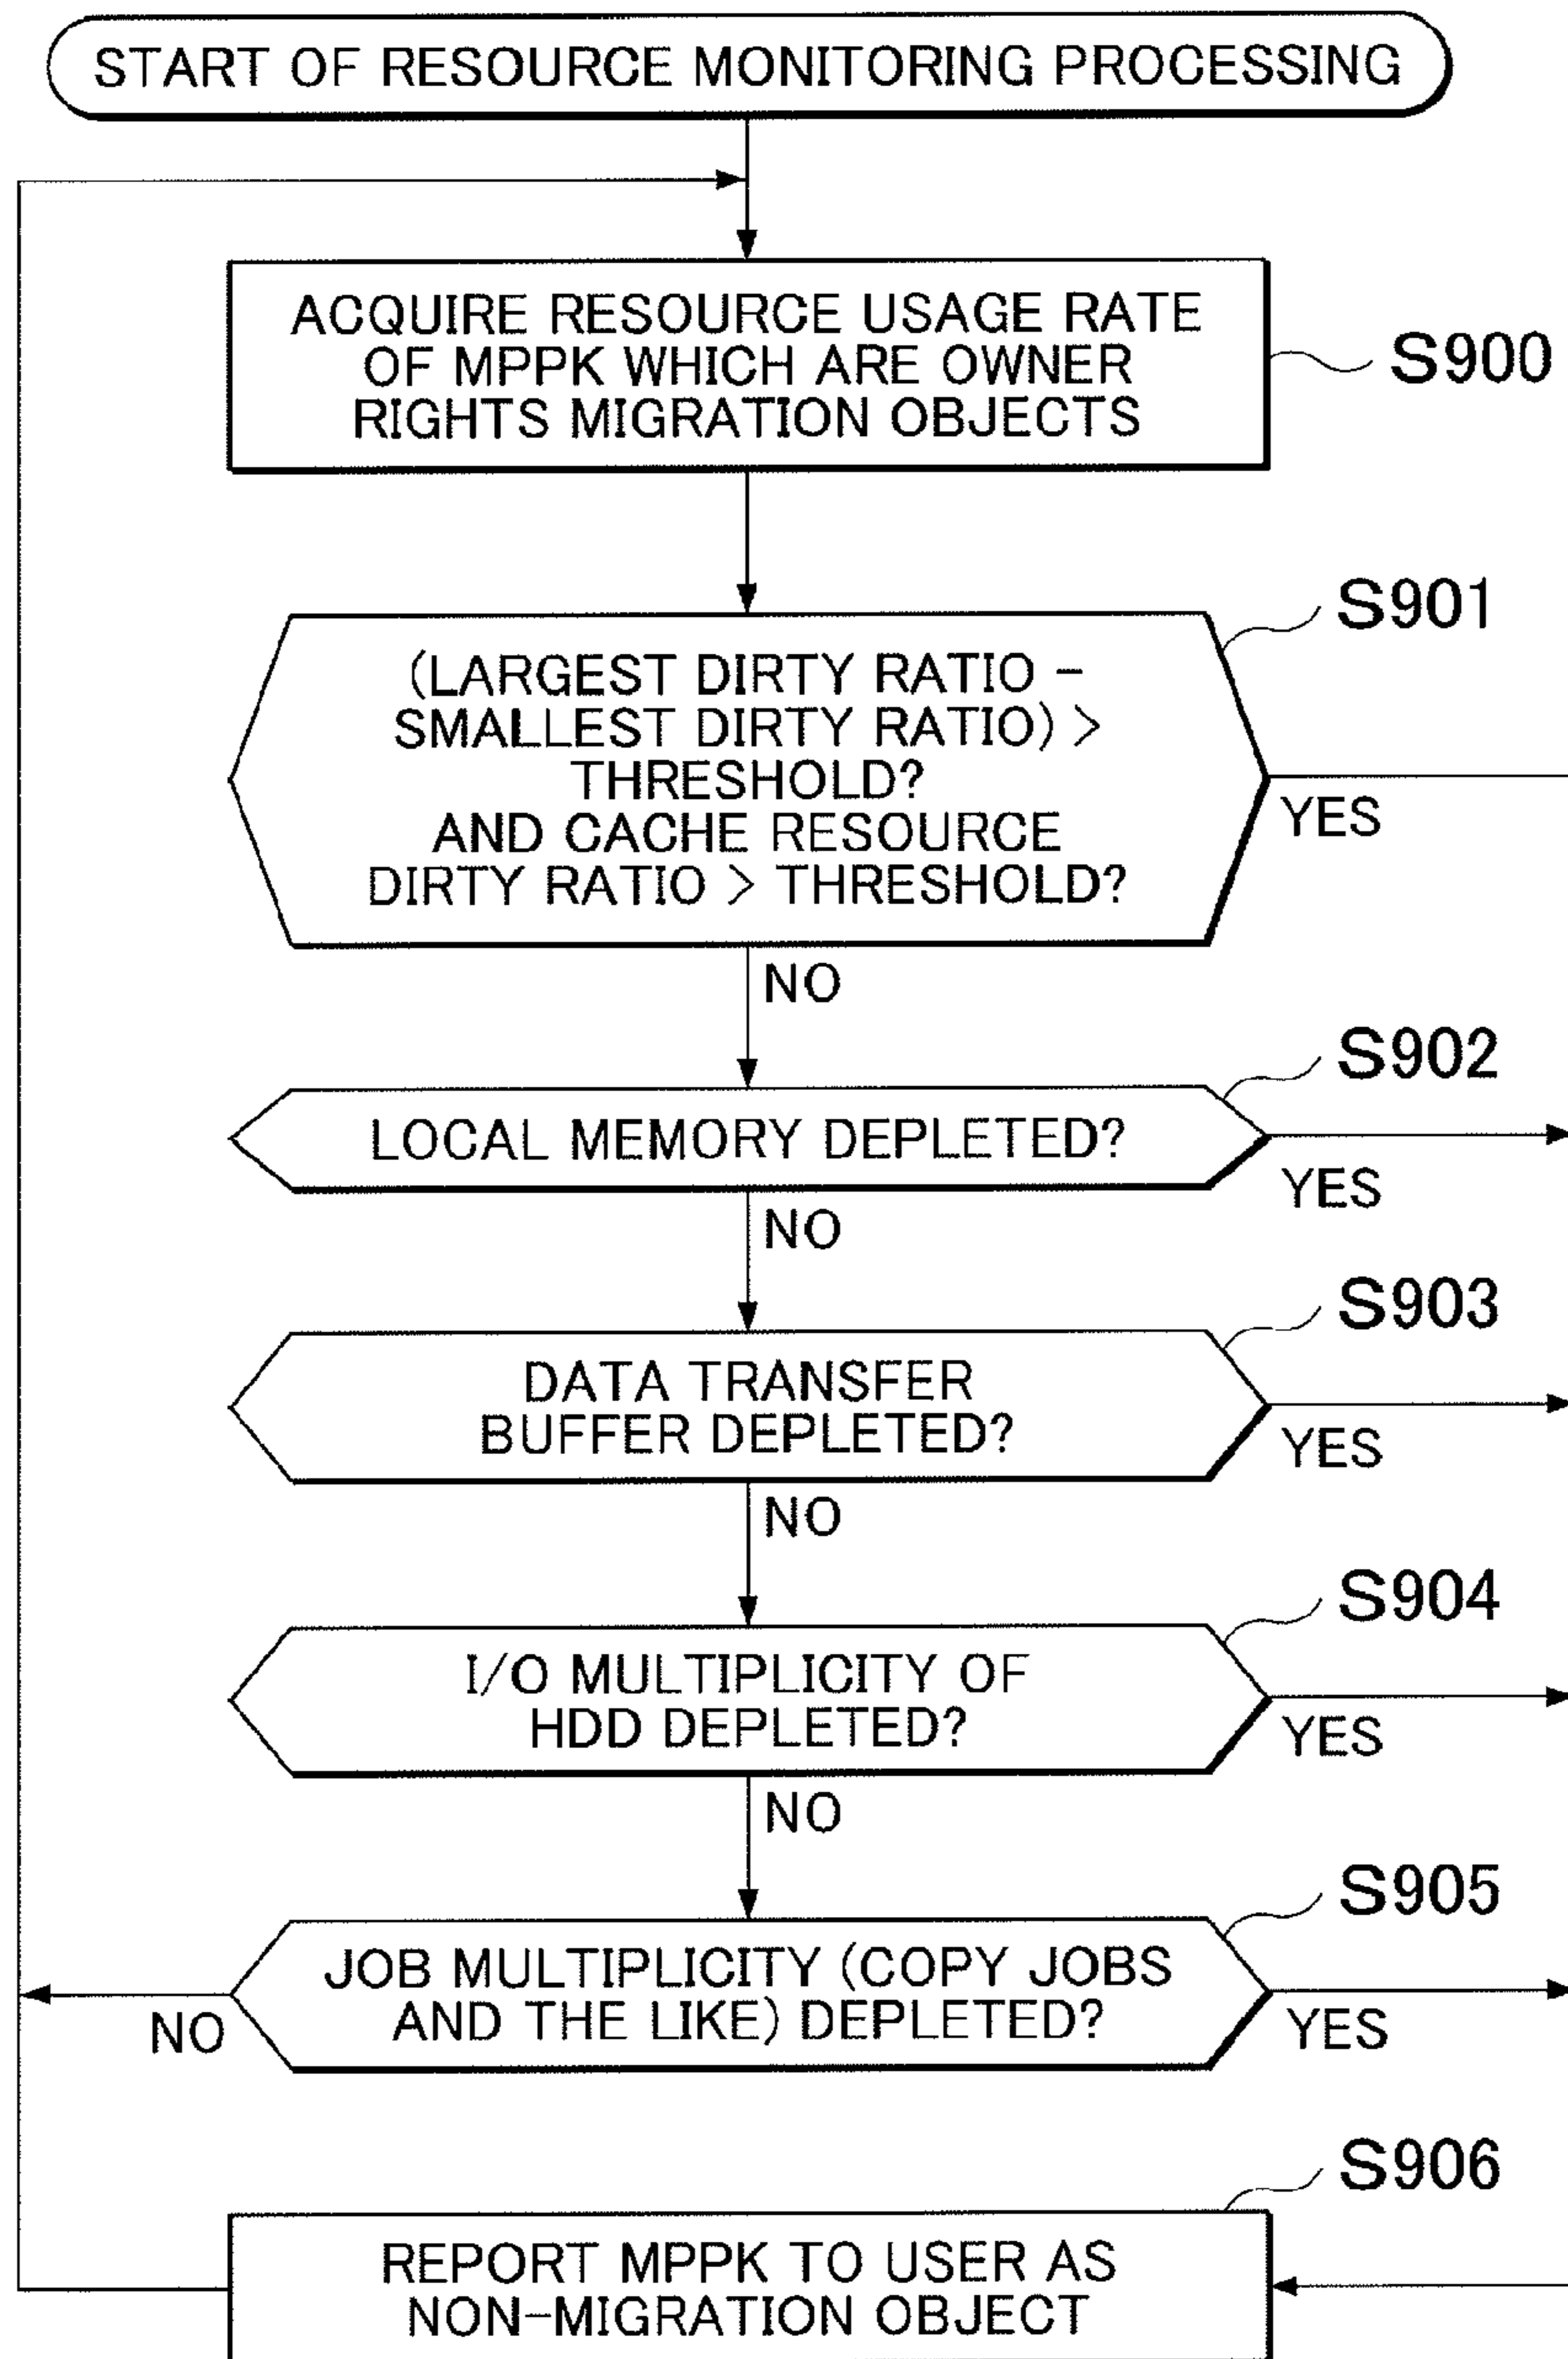 START OF RESOURCE MONITORING PROCESSING
ACQUIRE RESOURCE USAGE RATE
OF MPPK WHICH ARE OWNER
RIGHTS MIGRATION OBJECTS
S900
S901
(LARGEST DIRTY RATIO -
SMALLEST DIRTY RATIO) >
THRESHOLD?
AND CACHE RESOURCE
DIRTY RATIO > THRESHOLD?
YES
NO
S902
LOCAL MEMORY DEPLETED?
YES
NO
S903
DATA TRANSFER
BUFFER DEPLETED?
YES
NO
S904
I/O MULTIPLICITY OF
HDD DEPLETED?
YES
NO
S905
JOB MULTIPLICITY (COPY JOBS
AND THE LIKE) DEPLETED?
NO
YES
S906
REPORT MPPK TO USER AS
NON-MIGRATION OBJECT